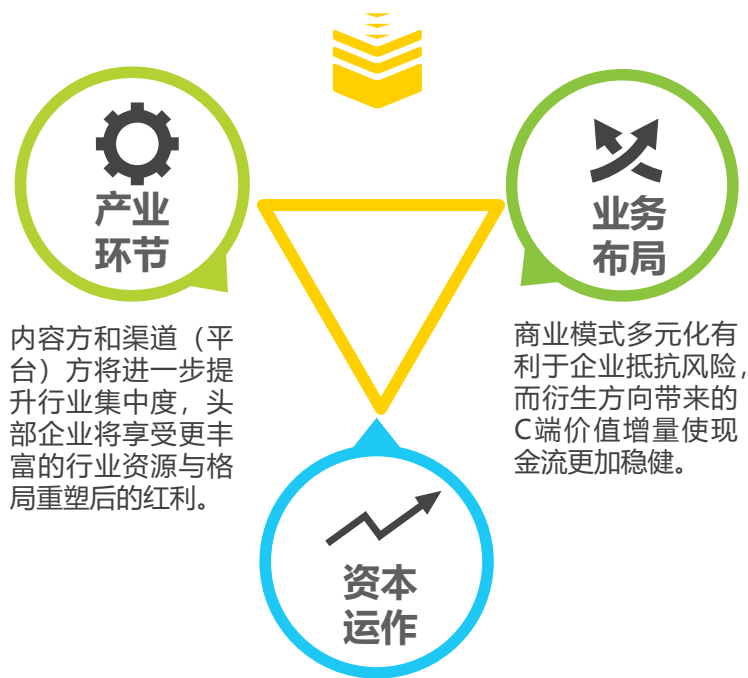 产业
环节
内容方和渠道（平
台）方将进一步提
升行业集中度，头
部企业将享受更丰
富的行业资源与格
局重塑后的红利。
业务
布局
商业模式多元化有
利于企业抵抗风险，
而衍生方向带来的
C端价值增量使现
金流更加稳健。
资本
运作